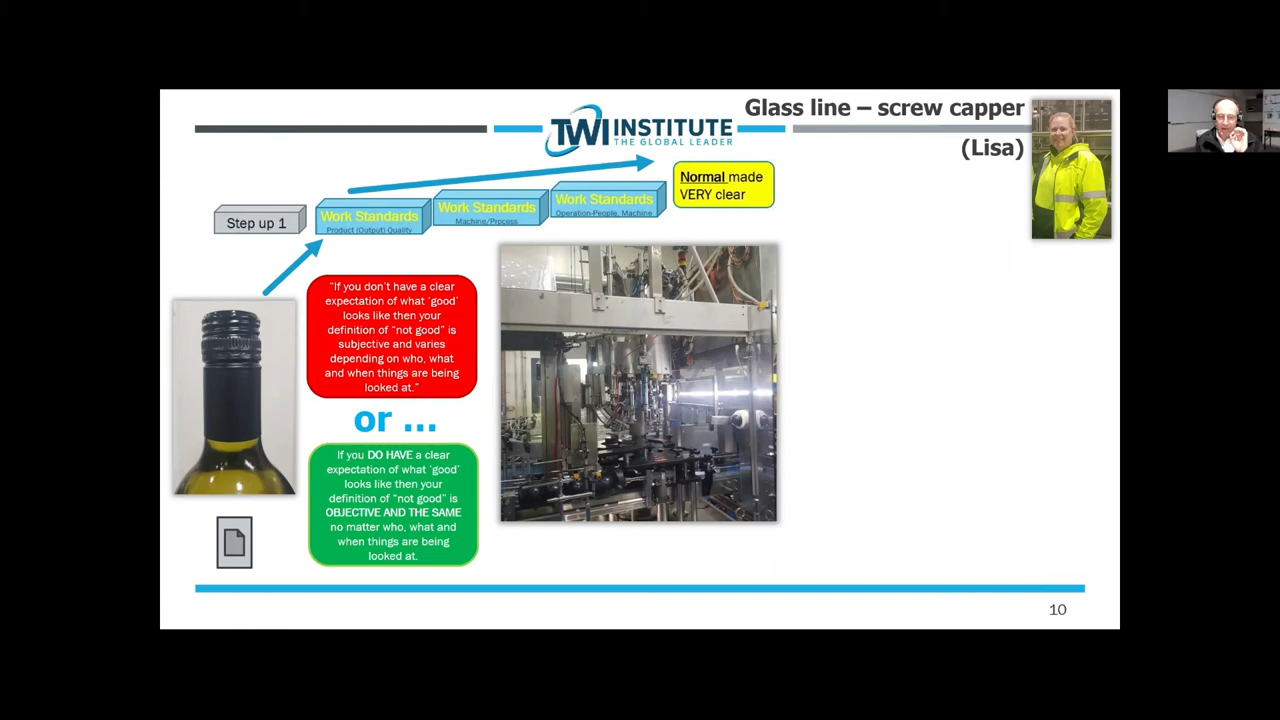 Glass line – screw capper
(Lisa)
TWI INSTITUTE
THE GLOBAL LEADER
Normal made
VERY clear
Step up 1
Work Standards
Product (Output) Quality
Work Standards
Machine/Process
Work Standards
Operation-People, Machine
“If you don’t have a clear
expectation of what ‘good’
looks like then your
definition of “not good” is
subjective and varies
depending on who, what
and when things are being
looked at.”
or ...
If you DO HAVE a clear
expectation of what ‘good’
looks like then your
definition of “not good” is
OBJECTIVE AND THE SAME
no matter who, what and
when things are being
looked at.
10